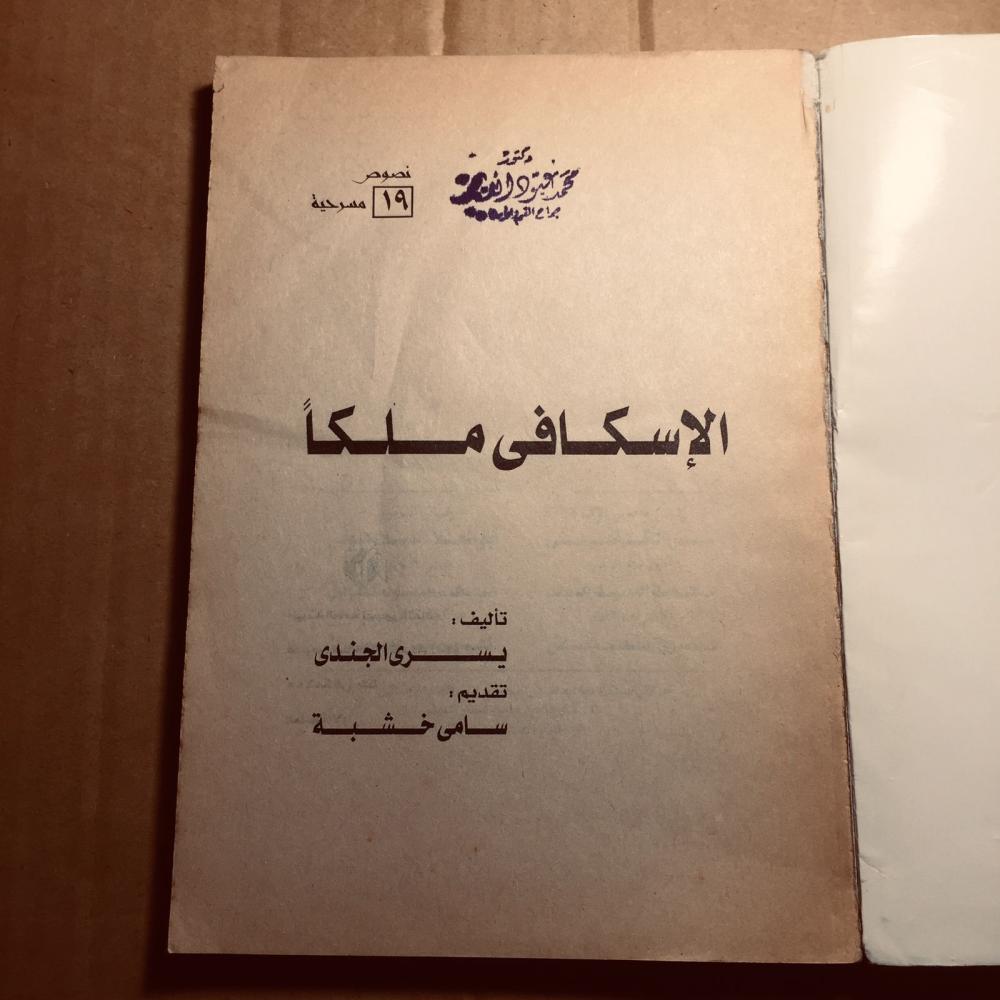 دكتور
محمد
نصوص
١٩ مسرحية
الإسكافى ملكاً
تأليف :
يسرى الجندى
تقديم :
سامى خشبة